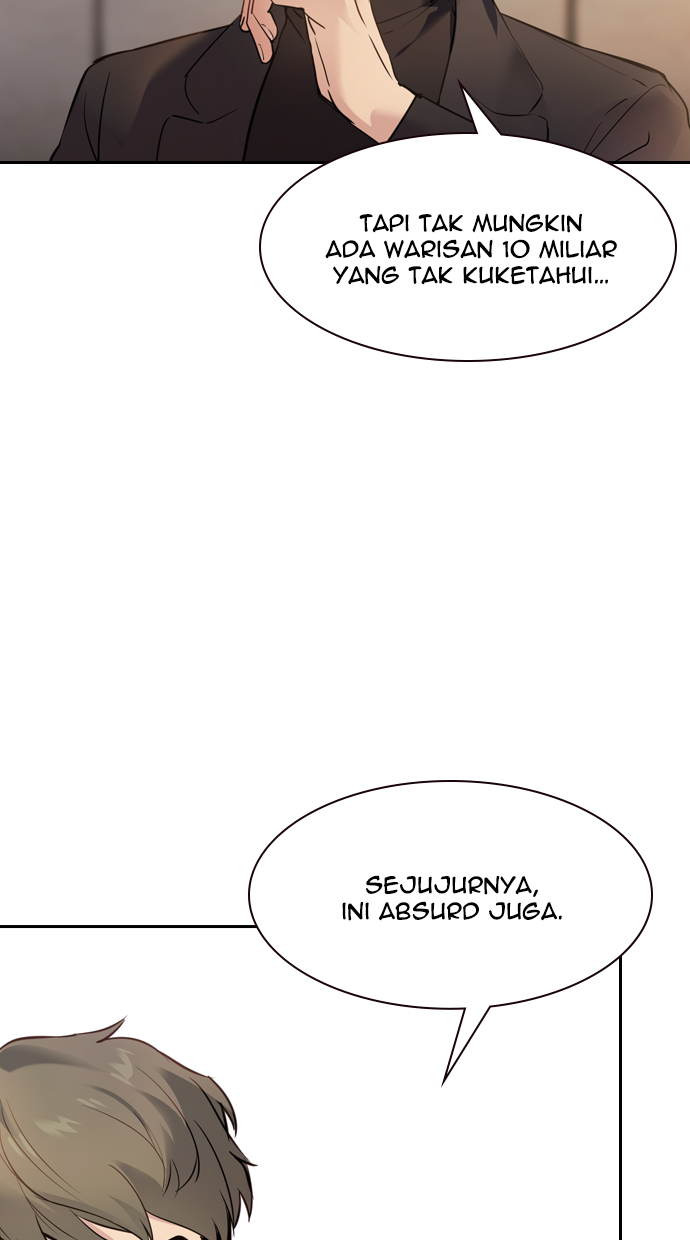 TAPI TAK MUNGKIN
ADA WARISAN 10 MILIAR
YANG TAK KUKETAHUI...
SEJUJURNYA,
INI ABSURD JUGA.